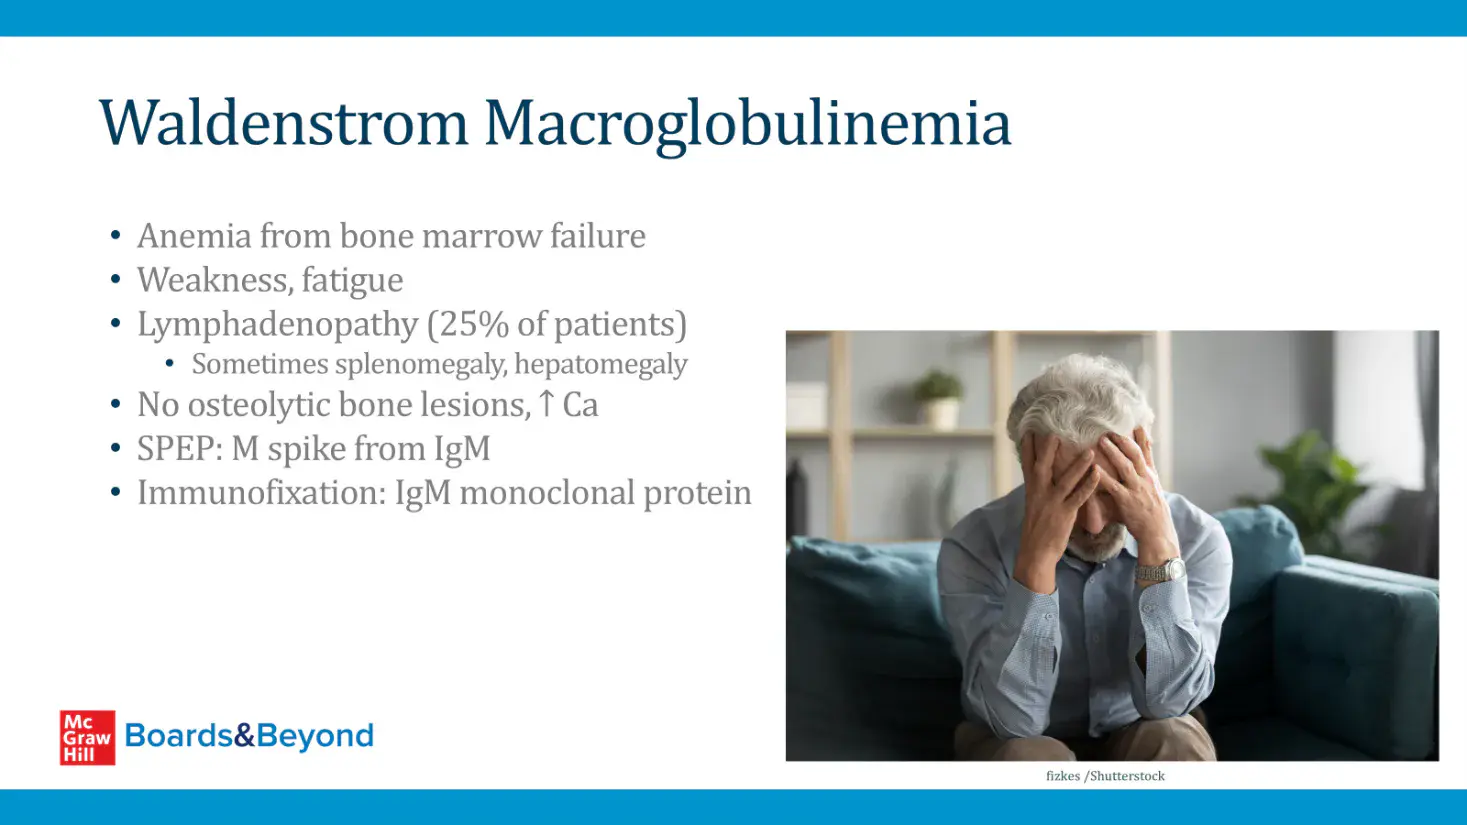 Waldenstrom Macroglobulinemia
• Anemia from bone marrow failure
• Weakness, fatigue
• Lymphadenopathy (25% of patients)
• Sometimes splenomegaly, hepatomegaly
• No osteolytic bone lesions, ↑ Ca
• SPEP: M spike from IgM
• Immunofixation: IgM monoclonal protein
Mc
Graw
Hill
Boards&Beyond
fizkes /Shutterstock